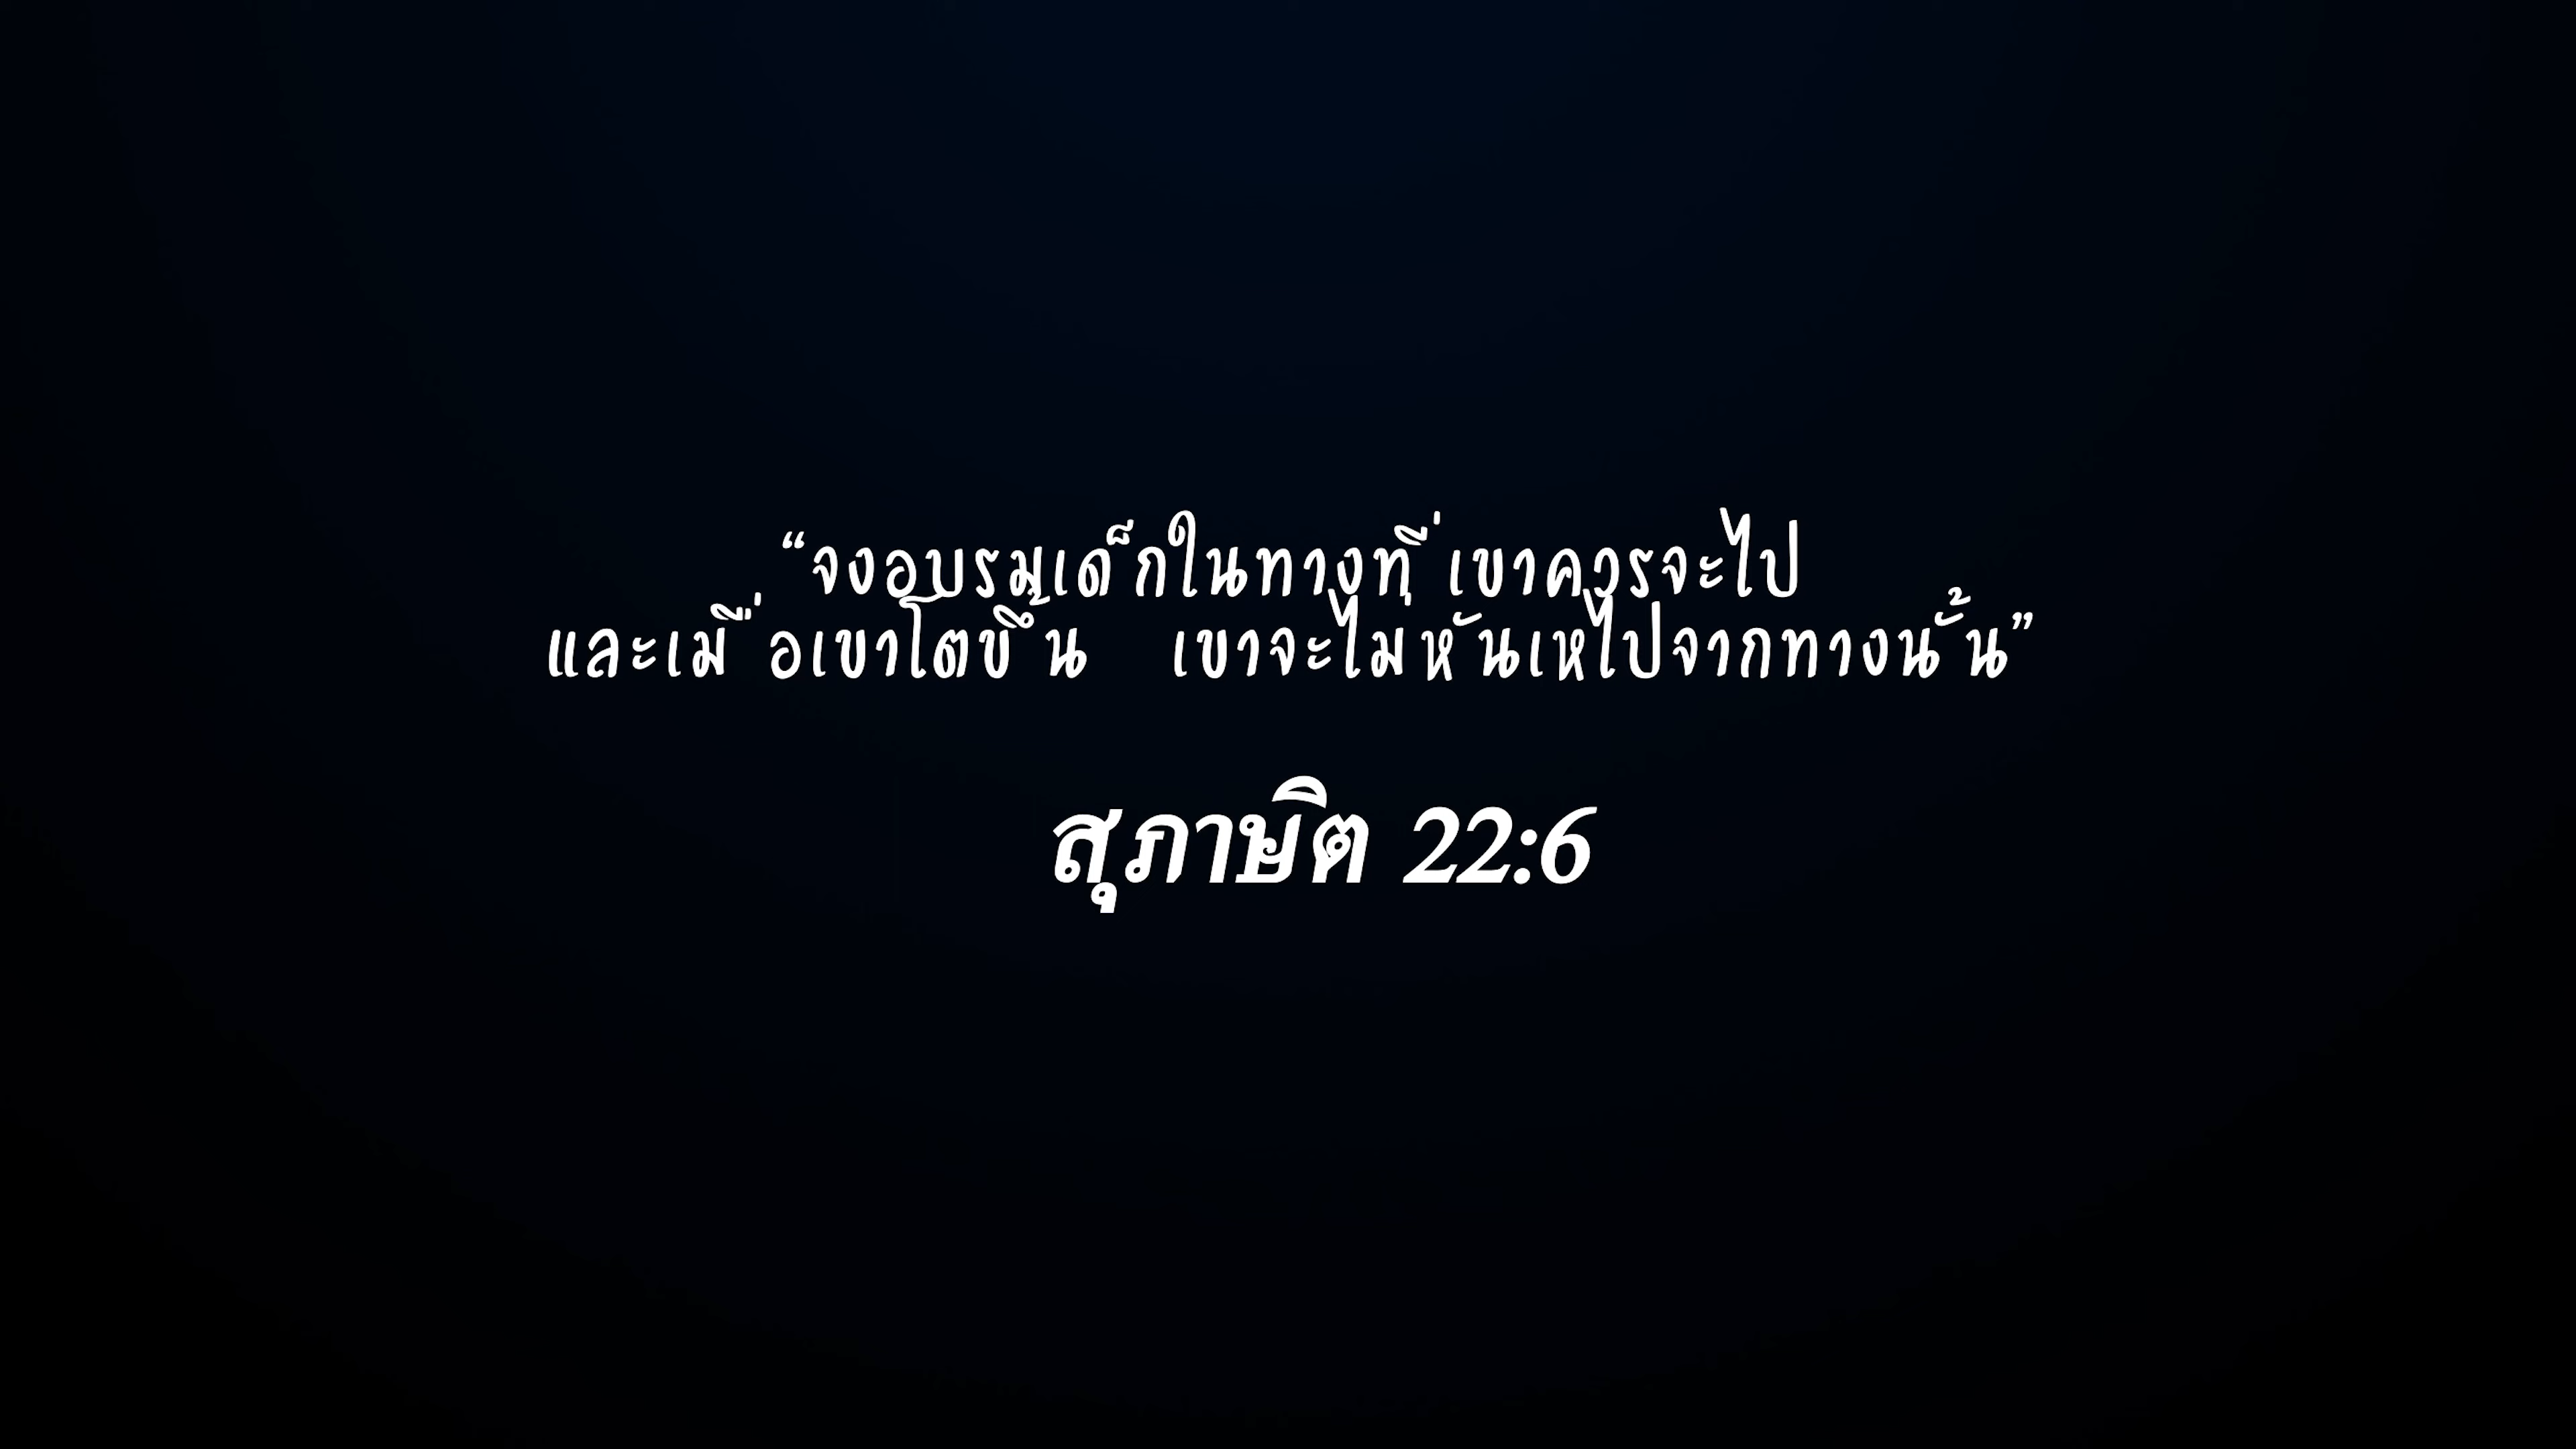 “จงอบรมเด็กในทางที่เขาควรจะไป
และเมื่อเขาโตขึ้น เขาจะไม่หันเหไปจากทางนั้น”
สุภาษิต 22:6